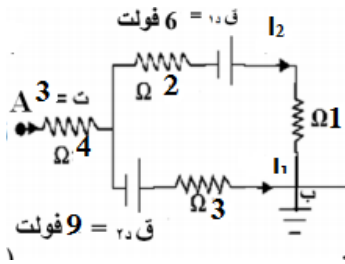 ق د١ = 6 فولت
I2
Ω 2
A 3 = ت
Ω 4
Ω1
I1
Ω 3
ب
ق د٢ = 9 فولت